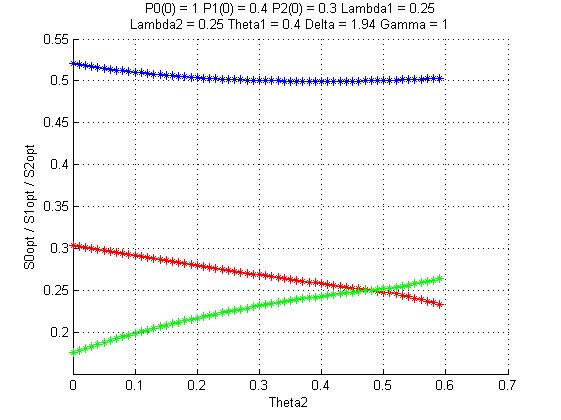 P0(0) = 1 P1(0) = 0.4 P2(0) = 0.3 Lambda1 = 0.25
Lambda2 = 0.25 Theta1 = 0.4 Delta = 1.94 Gamma = 1
0.55
0.5
0.45
0.4
0.35
0.3
0.25
0.2
S0opt / S1opt / S2opt
0 0.1 0.2 0.3 0.4 0.5 0.6 0.7
Theta2